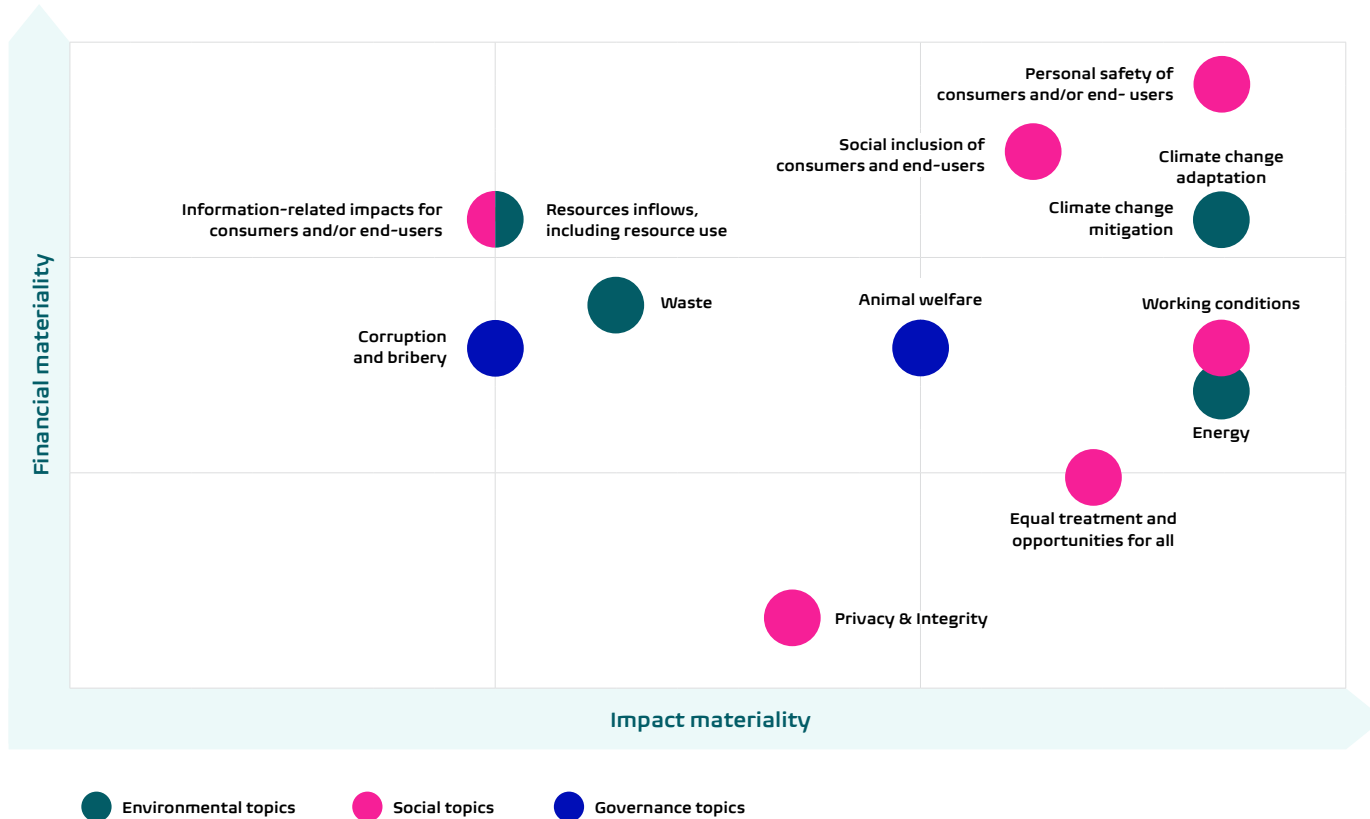 Personal safety of
consumers and/or end- users
Social inclusion of
consumers and end-users
Climate change
adaptation
Information-related impacts for
consumers and/or end-users
Resources inflows,
including resource use
Climate change
mitigation
Waste
Animal welfare
Working conditions
Corruption
and bribery
Energy
Equal treatment and
opportunities for all
Privacy & Integrity
Financial materiality
Impact materiality
Environmental topics
Social topics
Governance topics